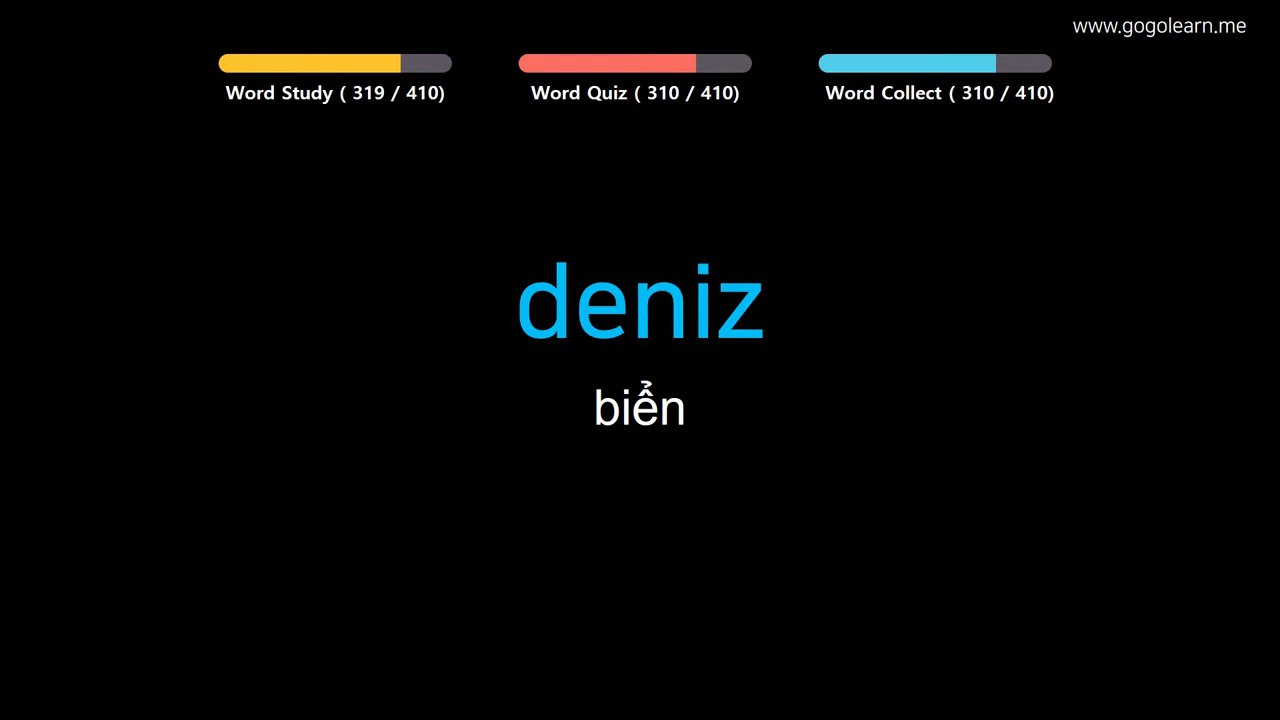 www.gogolearn.me
Word Study ( 319 / 410)
Word Quiz ( 310 / 410)
Word Collect ( 310 / 410)
deniz
biển